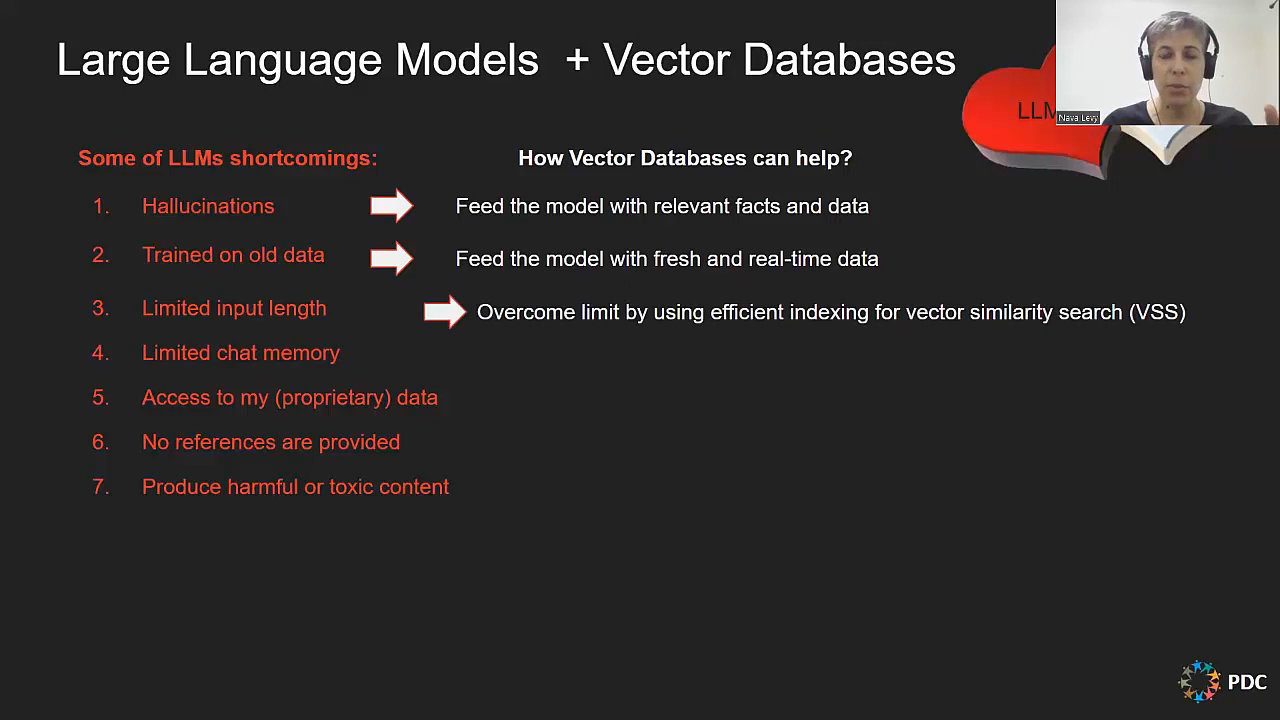 Large Language Models + Vector Databases
LLM
Nava Levy
Some of LLMs shortcomings:
How Vector Databases can help?
1. Hallucinations
Feed the model with relevant facts and data
2. Trained on old data
Feed the model with fresh and real-time data
3. Limited input length
Overcome limit by using efficient indexing for vector similarity search (VSS)
4. Limited chat memory
5. Access to my (proprietary) data
6. No references are provided
7. Produce harmful or toxic content
PDC